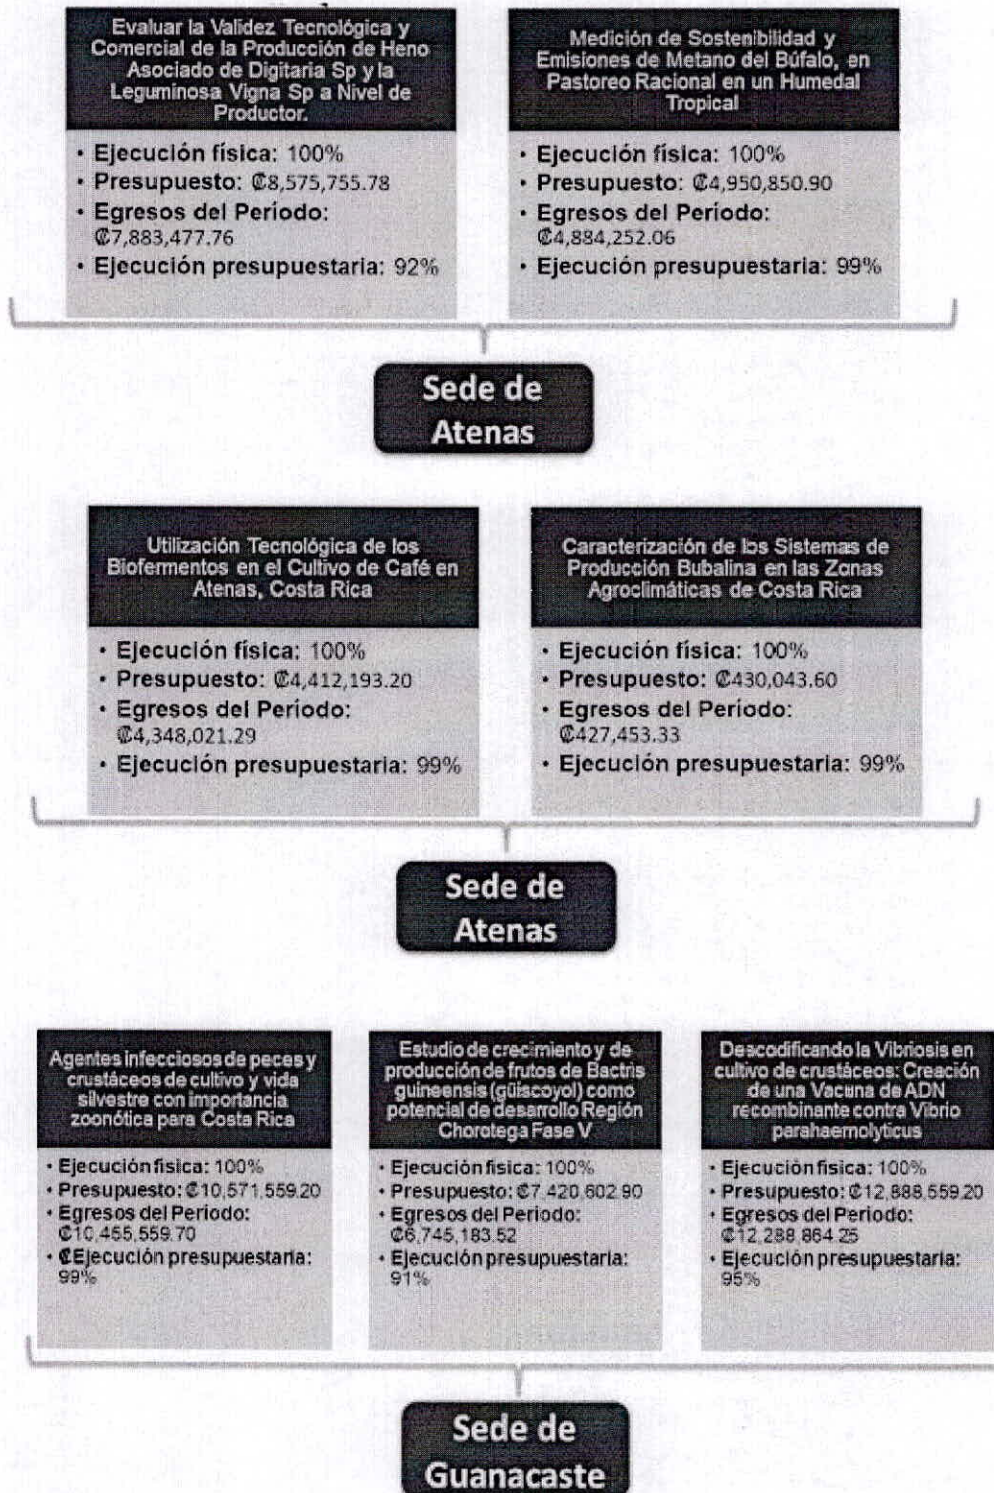 Evaluar la Validez Tecnológica y
Comercial de la Producción de Heno
Asociado de Digitaria Sp y la
Leguminosa Vigna Sp a Nivel de
Productor.
• Ejecución física: 100%
• Presupuesto: ₡8,575,755.78
• Egresos del Período:
₡7,883,477.76
• Ejecución presupuestaria: 92%
Medición de Sostenibilidad y
Emisiones de Metano del Búfalo, en
Pastoreo Racional en un Humedal
Tropical
• Ejecución física: 100%
• Presupuesto: ₡4,950,850.90
• Egresos del Período:
₡4,884,252.06
• Ejecución presupuestaria: 99%
Sede de
Atenas
Utilización Tecnológica de los
Biofermentos en el Cultivo de Café en
Atenas, Costa Rica
• Ejecución física: 100%
• Presupuesto: ₡4,412,193.20
• Egresos del Período:
₡4,348,021.29
• Ejecución presupuestaria: 99%
Caracterización de los Sistemas de
Producción Bubalina en las Zonas
Agroclimáticas de Costa Rica
• Ejecución física: 100%
• Presupuesto: ₡430,043.60
• Egresos del Período:
₡427,453.33
• Ejecución presupuestaria: 99%
Sede de
Atenas
Agentes infecciosos de peces y
crustáceos de cultivo y vida
silvestre con importancia
zoonótica para Costa Rica
• Ejecución física: 100%
• Presupuesto: ₡10,571,559.20
• Egresos del Periodo:
₡10,455,559.70
• ₡Ejecución presupuestaria:
99%
Estudio de crecimiento y de
producción de frutos de Bactris
guineensis (güiscoyol) como
potencial de desarrollo Región
Chorotega Fase V
• Ejecución física: 100%
• Presupuesto: ₡7,420,602.90
• Egresos del Periodo:
₡6,745,183.52
• Ejecución presupuestaria:
91%
Descodificando la Vibriosis en
cultivo de crustáceos: Creación
de una Vacuna de ADN
recombinante contra Vibrio
parahaemolyticus
• Ejecución física: 100%
• Presupuesto: ₡12,888,559.20
• Egresos del Periodo:
₡12,288,864.25
• Ejecución presupuestaria:
95%
Sede de
Guanacaste